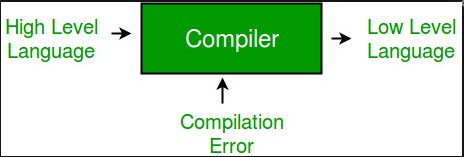 High Level
Language
Compiler
Low Level
Language
Compilation
Error